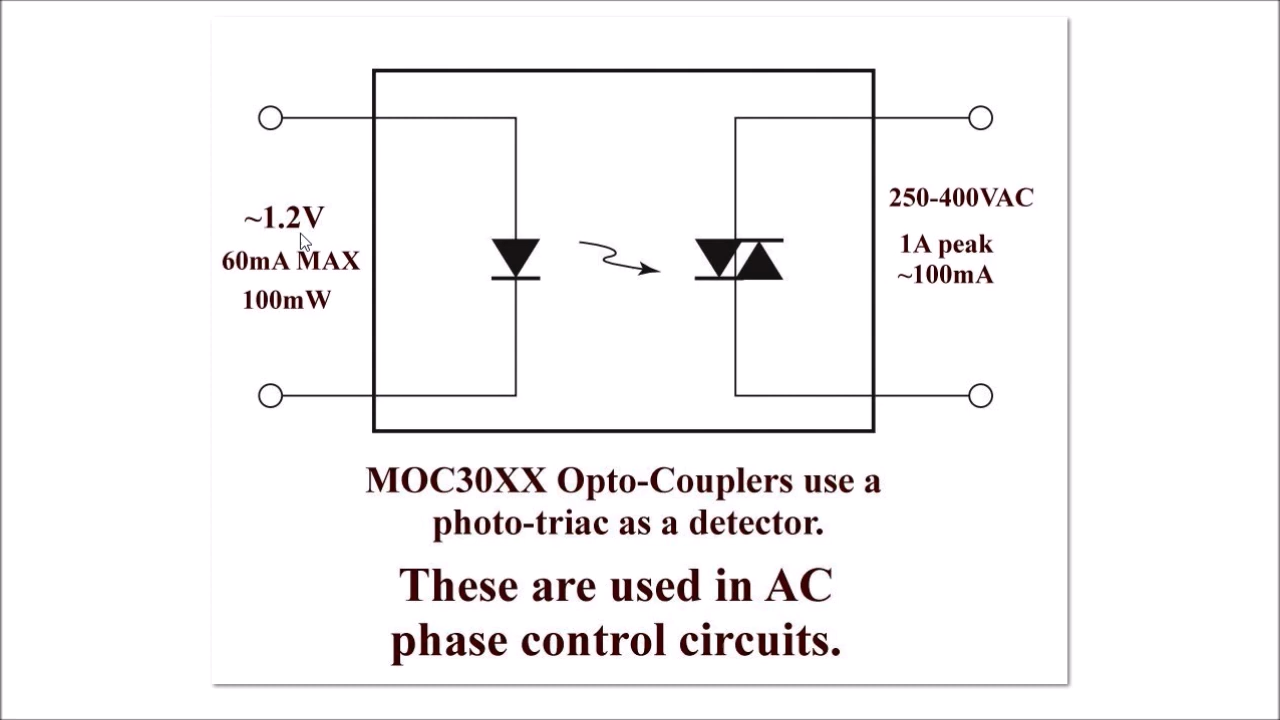 ~1.2V
60mA MAX
100mW
250-400VAC
1A peak
~100mA
MOC30XX Opto-Couplers use a
photo-triac as a detector.
These are used in AC
phase control circuits.